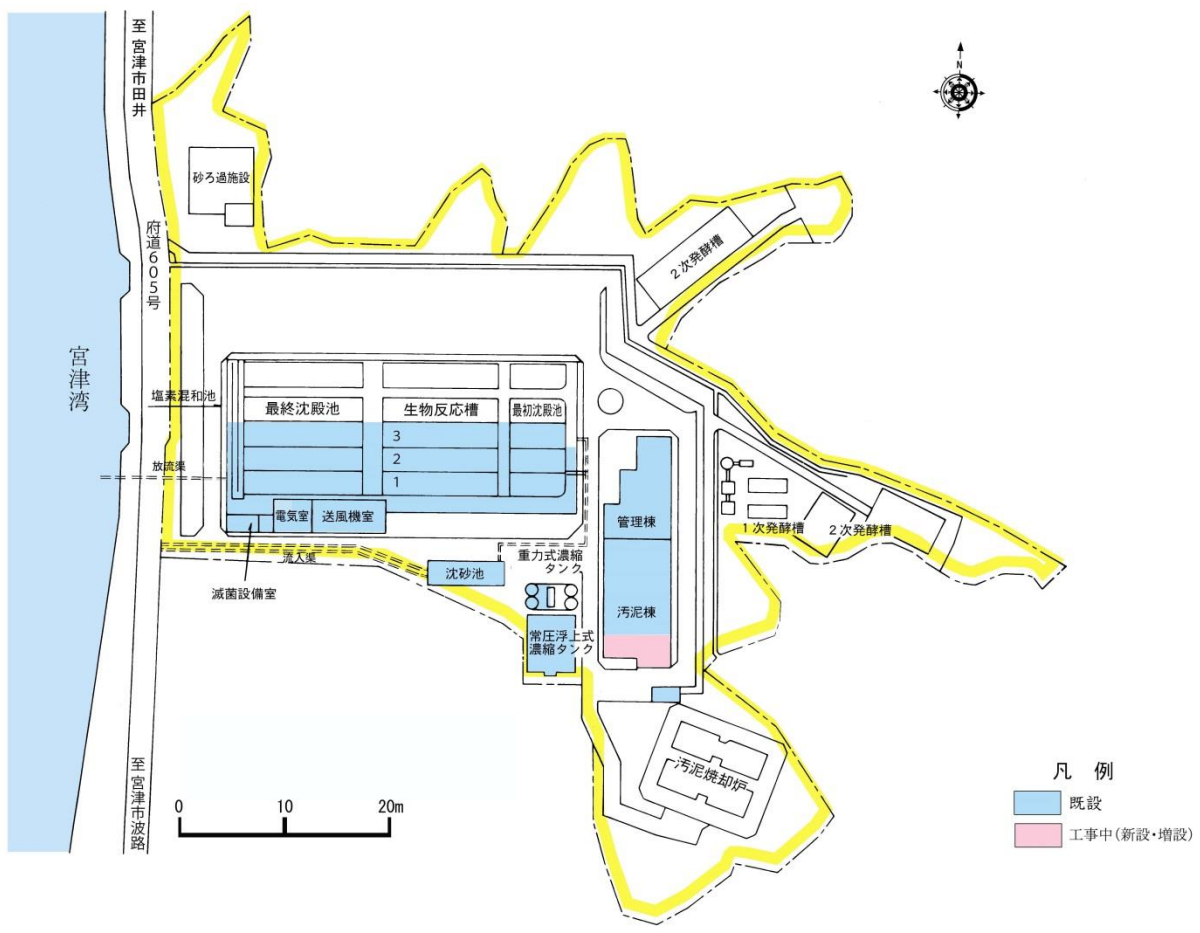 至 宮津市田井
N
砂ろ過施設
府道605号
2次発酵槽
宮津湾
塩素混和池
最終沈殿池
生物反応槽
最初沈殿池
3
2
1
放流渠
電気室
送風機室
管理棟
1次発酵槽
2次発酵槽
流入渠
重力式濃縮
タンク
沈砂池
滅菌設備室
汚泥棟
常圧浮上式
濃縮タンク
汚泥焼却炉
至 宮津市波路
0
10
20m
凡 例
既設
工事中(新設・増設)